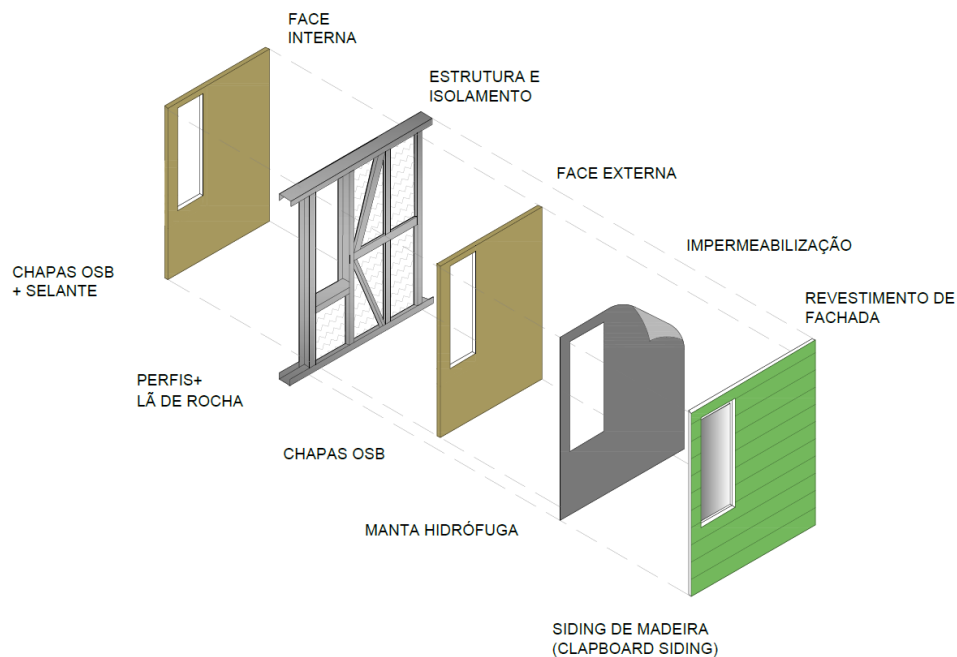 FACE
INTERNA
ESTRUTURA E
ISOLAMENTO
FACE EXTERNA
IMPERMEABILIZAÇÃO
REVESTIMENTO DE
FACHADA
CHAPAS OSB
+ SELANTE
PERFIS+
LÃ DE ROCHA
CHAPAS OSB
MANTA HIDRÓFUGA
SIDING DE MADEIRA
(CLAPBOARD SIDING)